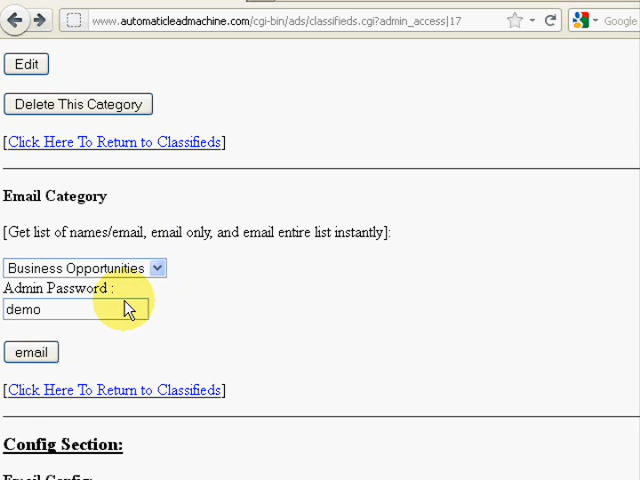 www.automaticleadmachine.com/cgi-bin/ads/classifieds.cgi?admin_access|17
Google
Edit
Delete This Category
[Click Here To Return to Classifieds]
Email Category
[Get list of names/email, email only, and email entire list instantly]:
Business Opportunities
Admin Password :
demo
email
[Click Here To Return to Classifieds]
Config Section:
Email Config: